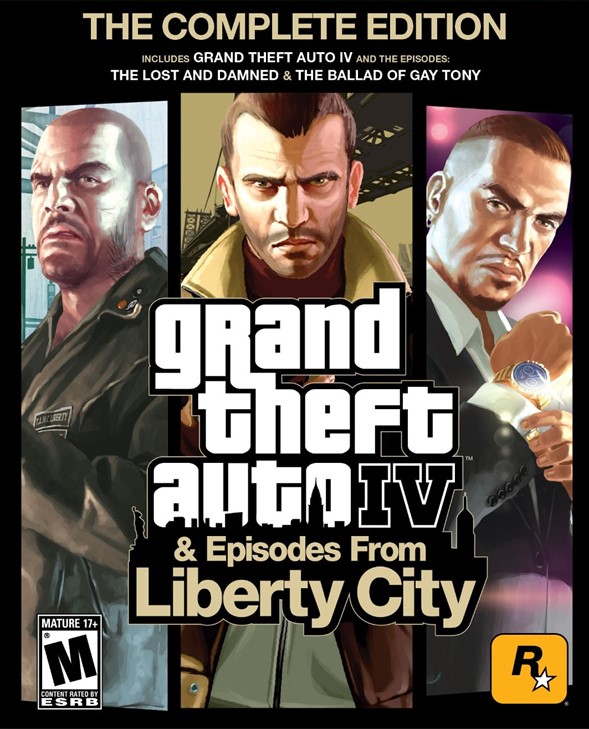 THE COMPLETE EDITION
INCLUDES GRAND THEFT AUTO IV AND THE EPISODES:
THE LOST AND DAMNED & THE BALLAD OF GAY TONY
grand
theft
auto IV
TM
& Episodes From
Liberty City
MATURE 17+
M
®
CONTENT RATED BY
ESRB
R
®